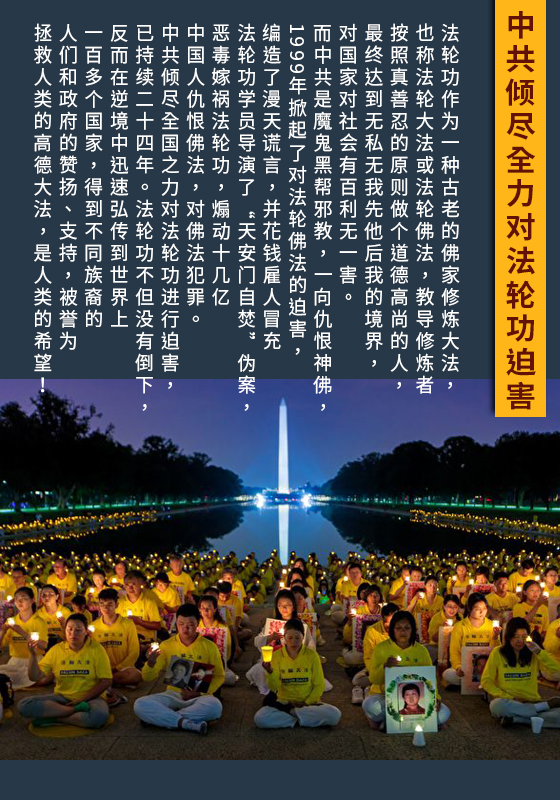 中共倾尽全力对法轮功迫害
法轮功作为一种古老的佛家修炼大法，
也称法轮大法或法轮佛法，教导修炼者
按照真善忍的原则做个道德高尚的人，
最终达到无私无我先他后我的境界，
对国家对社会有百利无一害。
而中共是魔鬼黑帮邪教，一向仇恨神佛，
1999年掀起了对法轮佛法的迫害，
编造了漫天谎言，并花钱雇人冒充
法轮功学员导演了“天安门自焚”伪案，
恶毒嫁祸法轮功，煽动十几亿
中国人仇恨佛法，对佛法犯罪。
中共倾尽全国之力对法轮功进行迫害，
已持续二十四年。法轮功不但没有倒下，
反而在逆境中迅速弘传到世界上
一百多个国家，得到不同族裔的
人们和政府的赞扬、支持，被誉为
拯救人类的高德大法，是人类的希望！